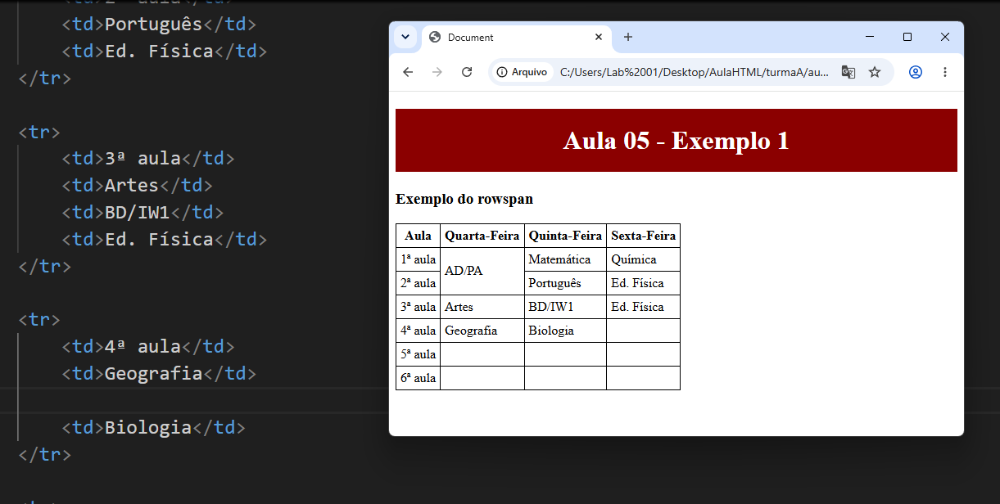 <td>2ª aula</td>
<td>Português</td>
<td>Ed. Física</td>
</tr>
<tr>
<td>3ª aula</td>
<td>Artes</td>
<td>BD/IW1</td>
<td>Ed. Física</td>
</tr>
<tr>
<td>4ª aula</td>
<td>Geografia</td>
<td>Biologia</td>
</tr>
Document
Arquivo C:/Users/Lab%2001/Desktop/AulaHTML/turmaA/au...
Aula 05 - Exemplo 1
Exemplo do rowspan
Aula Quarta-Feira Quinta-Feira Sexta-Feira
1ª aula AD/PA Matemática Química
2ª aula Português Ed. Física
3ª aula Artes BD/IW1 Ed. Física
4ª aula Geografia Biologia
5ª aula
6ª aula